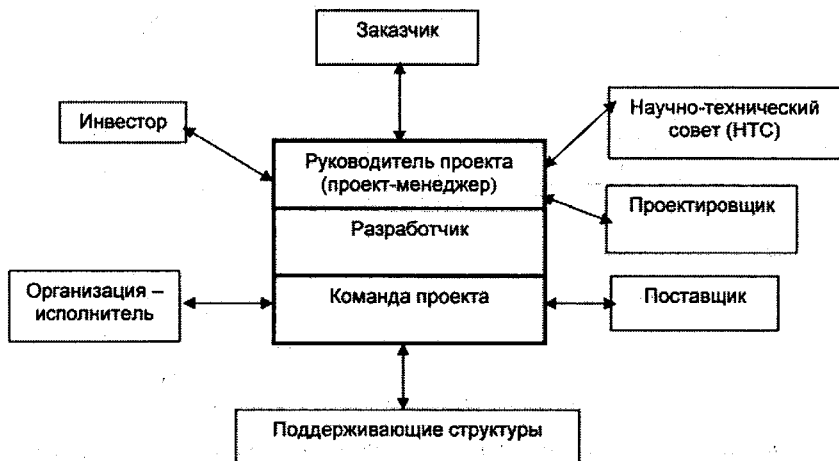 Заказчик
Инвестор
Научно-технический
совет (НТС)
Руководитель проекта
(проект-менеджер)
Проектировщик
Разработчик
Организация –
исполнитель
Команда проекта
Поставщик
Поддерживающие структуры